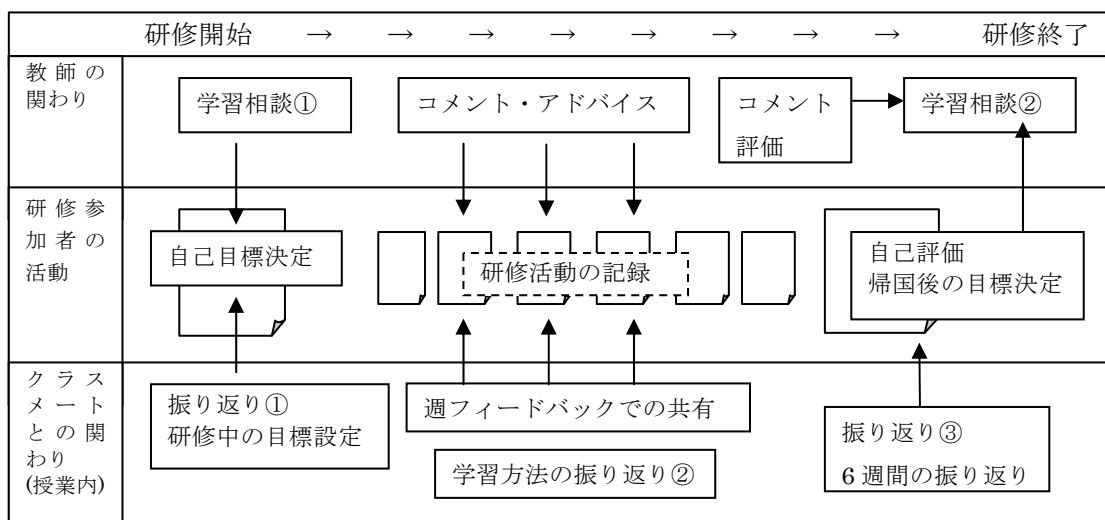 研修開始 → → → → → → → → 研修終了
教師の
関わり
学習相談①
コメント・アドバイス
コメント
評価
学習相談②
研修参
加者の
活動
自己目標決定
研修活動の記録
自己評価
帰国後の目標決定
クラス
メート
との関
わり
(授業内)
振り返り①
研修中の目標設定
週フィードバックでの共有
学習方法の振り返り②
振り返り③
6週間の振り返り